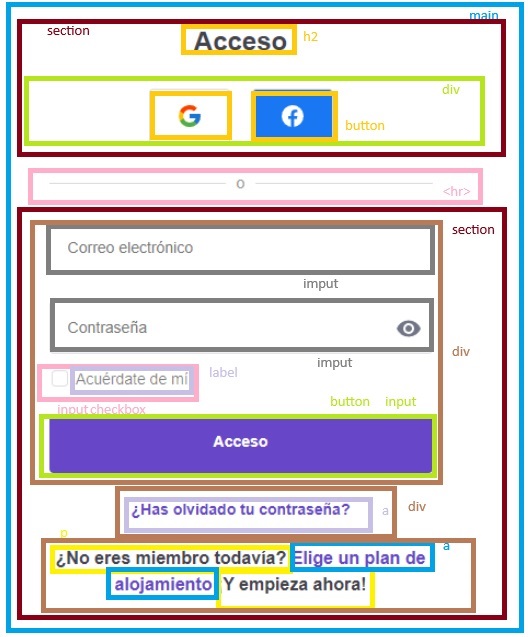 main
section
Acceso h2
div
button
O
<hr>
section
Correo electrónico
imput
Contraseña
imput
div
Acuérdate de mí label
input checkbox
button input
Acceso
¿Has olvidado tu contraseña? a div
p
a
¿No eres miembro todavía? Elige un plan de
alojamiento Y empieza ahora!